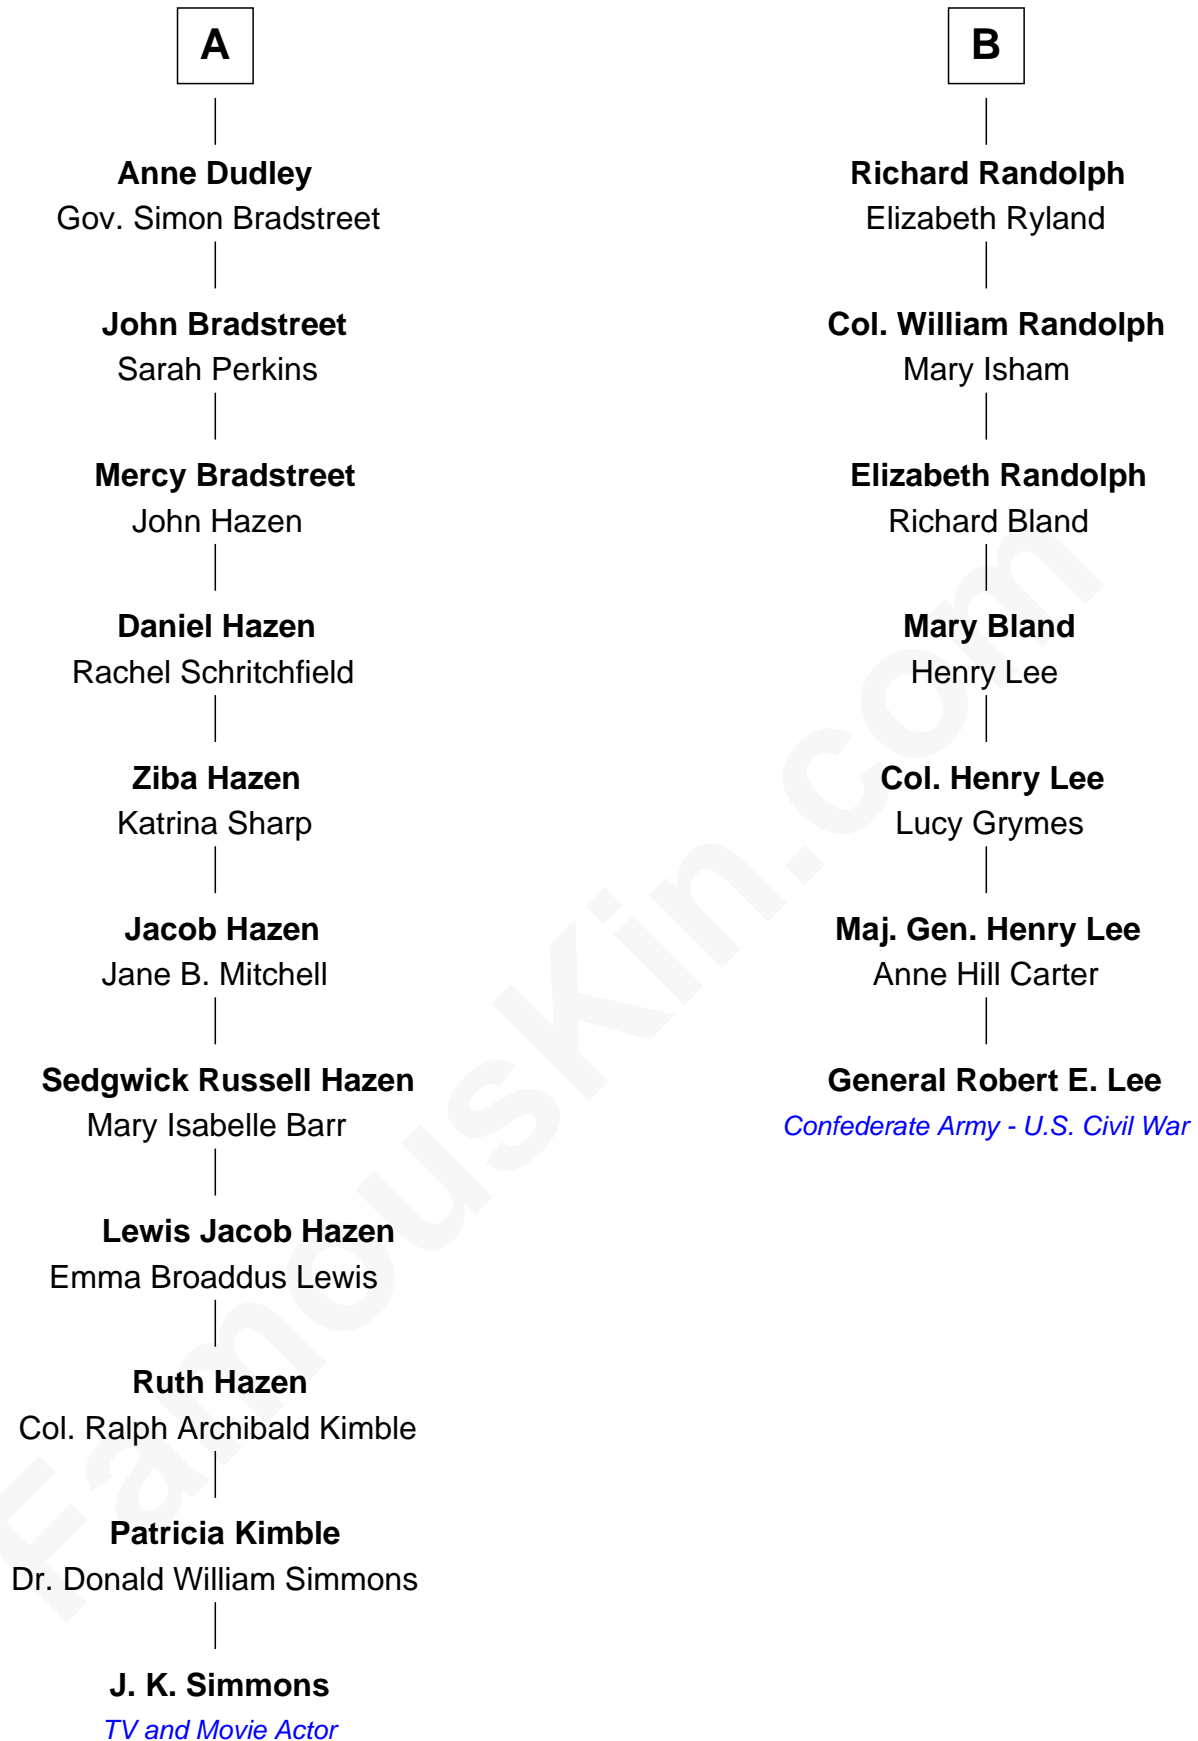 A
Anne Dudley
Gov. Simon Bradstreet
John Bradstreet
Sarah Perkins
Mercy Bradstreet
John Hazen
Daniel Hazen
Rachel Schritchfield
Ziba Hazen
Katrina Sharp
Jacob Hazen
Jane B. Mitchell
Sedgwick Russell Hazen
Mary Isabelle Barr
Lewis Jacob Hazen
Emma Broaddus Lewis
Ruth Hazen
Col. Ralph Archibald Kimble
Patricia Kimble
Dr. Donald William Simmons
J. K. Simmons
TV and Movie Actor
B
Richard Randolph
Elizabeth Ryland
Col. William Randolph
Mary Isham
Elizabeth Randolph
Richard Bland
Mary Bland
Henry Lee
Col. Henry Lee
Lucy Grymes
Maj. Gen. Henry Lee
Anne Hill Carter
General Robert E. Lee
Confederate Army - U.S. Civil War
FamousKin.com